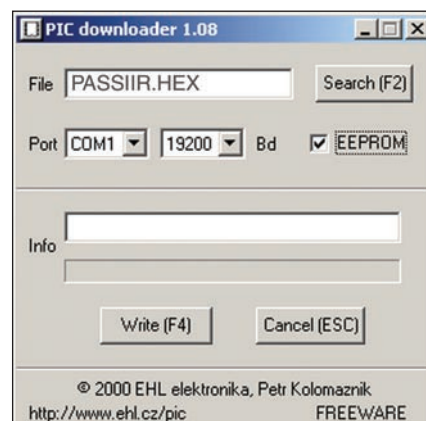 PIC downloader 1.08
File PASSIIR.HEX Search (F2)
Port COM1 19200 Bd EEPROM
Info
Write (F4) Cancel (ESC)
© 2000 EHL elektronika, Petr Kolomaznik
http://www.ehl.cz/pic FREEWARE